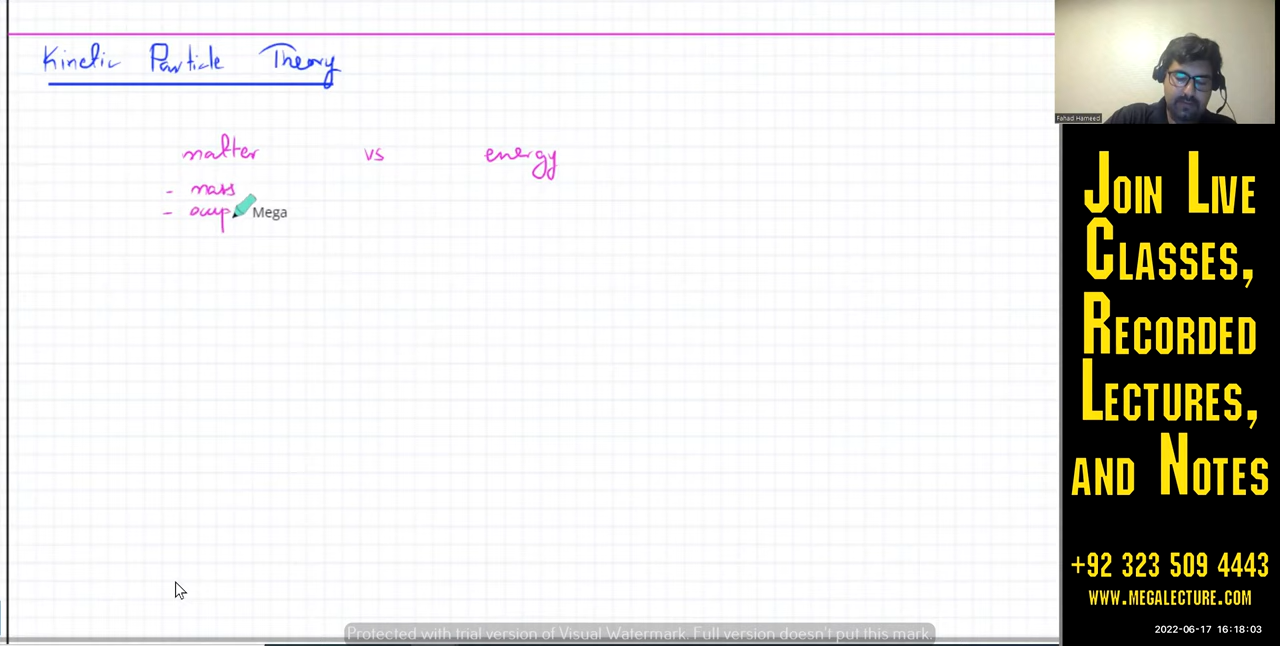 Kinetic Particle Theory
matter vs energy
- mass
- occup
Mega
Fahad Hameed
JOIN LIVE
CLASSES,
RECORDED
LECTURES,
AND NOTES
+92 323 509 4443
WWW.MEGALECTURE.COM
2022-06-17 16:18:03
Protected with trial version of Visual Watermark. Full version doesn't put this mark.